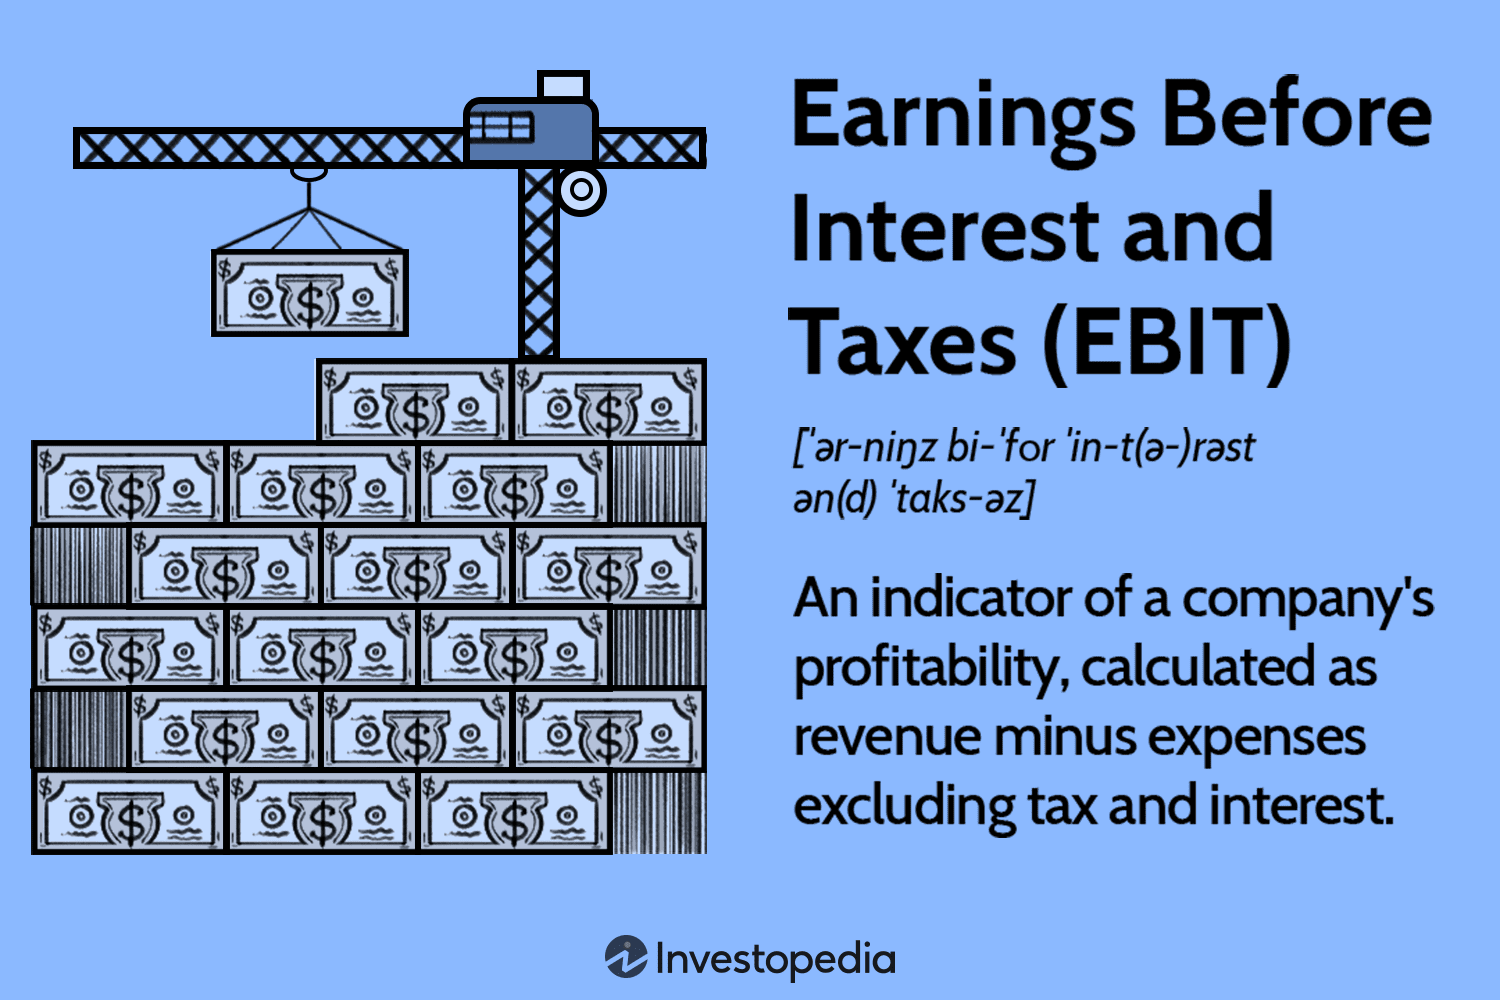 Earnings Before
Interest and
Taxes (EBIT)
[ˈər-niŋz bi-ˈfor ˈin-t(ə-)rəst
ən(d) ˈtaks-əz]
An indicator of a company's
profitability, calculated as
revenue minus expenses
excluding tax and interest.
Investopedia